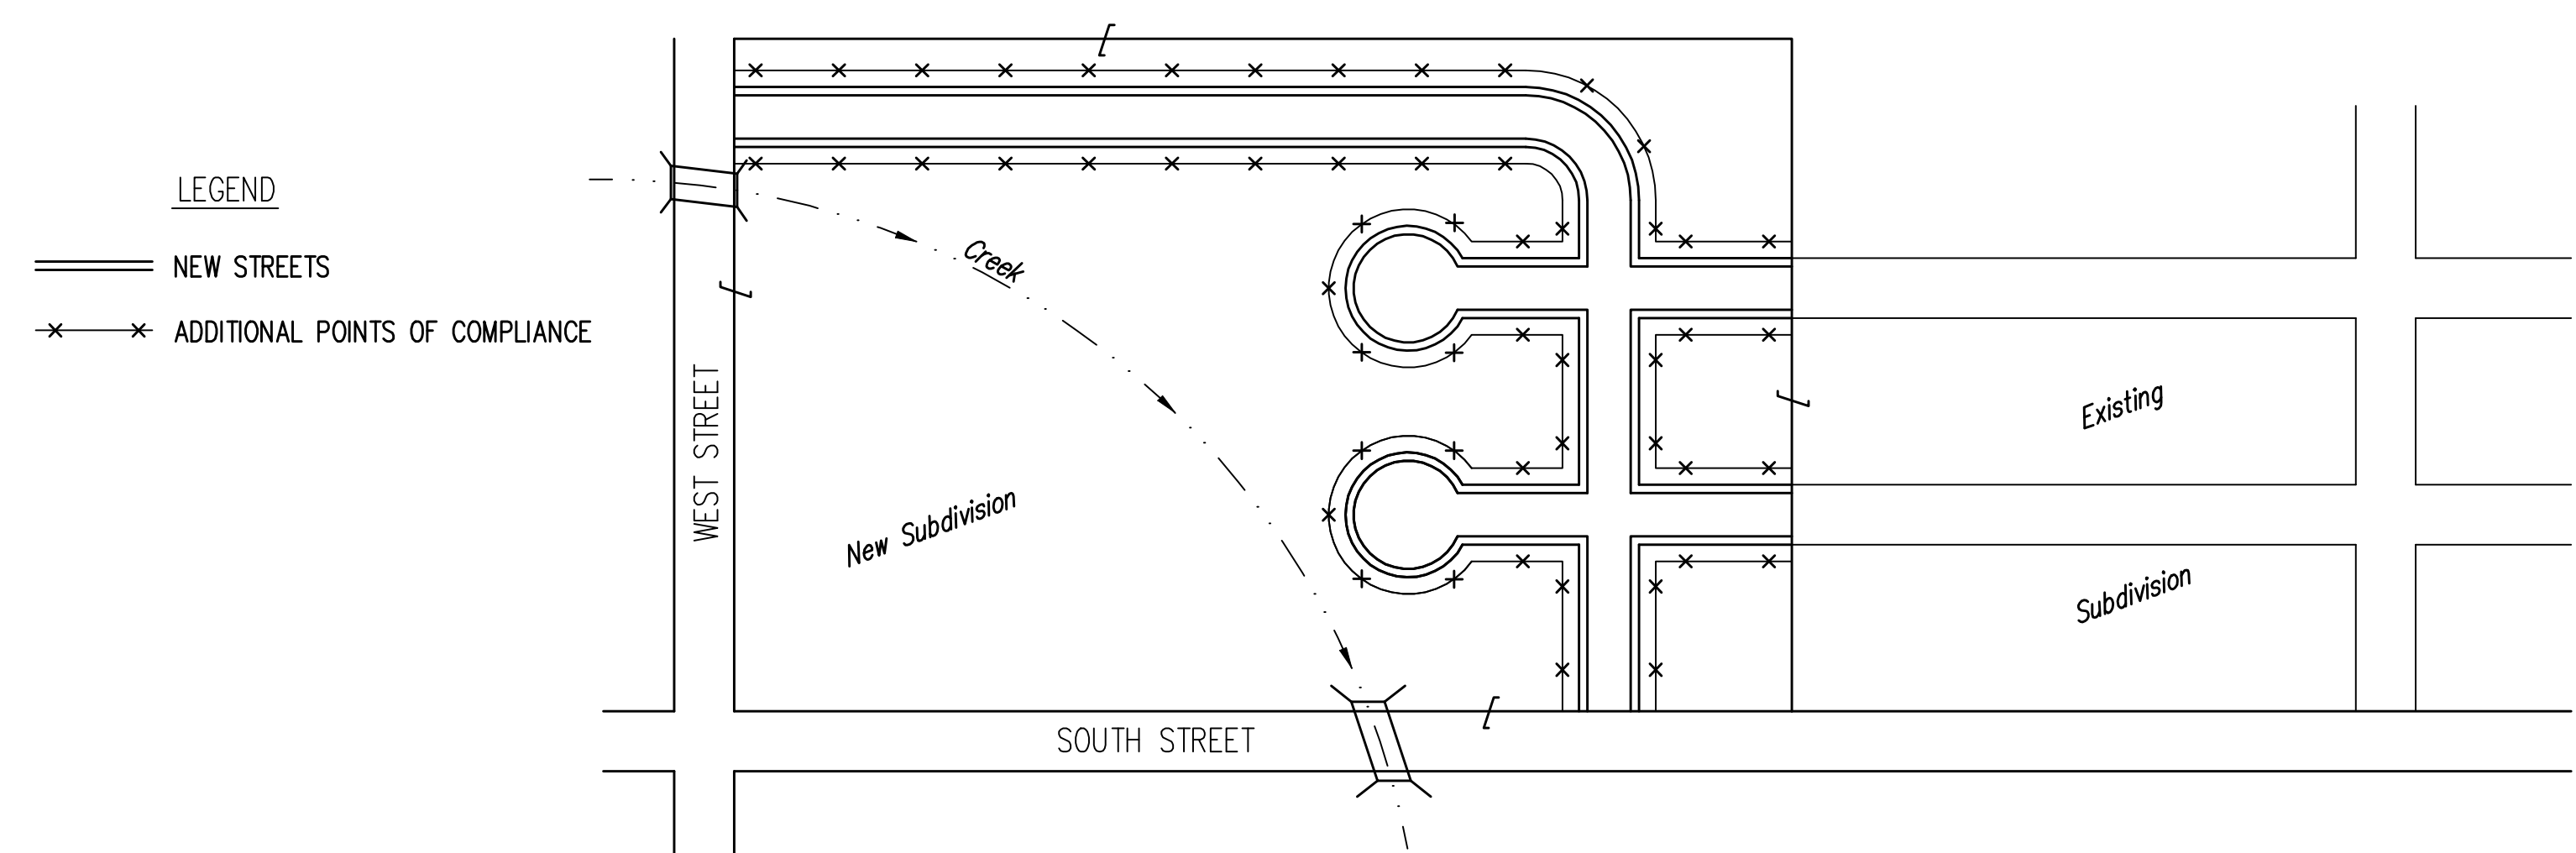 LEGEND
NEW STREETS
ADDITIONAL POINTS OF COMPLIANCE
WEST STREET
Creek
New Subdivision
SOUTH STREET
Existing
Subdivision